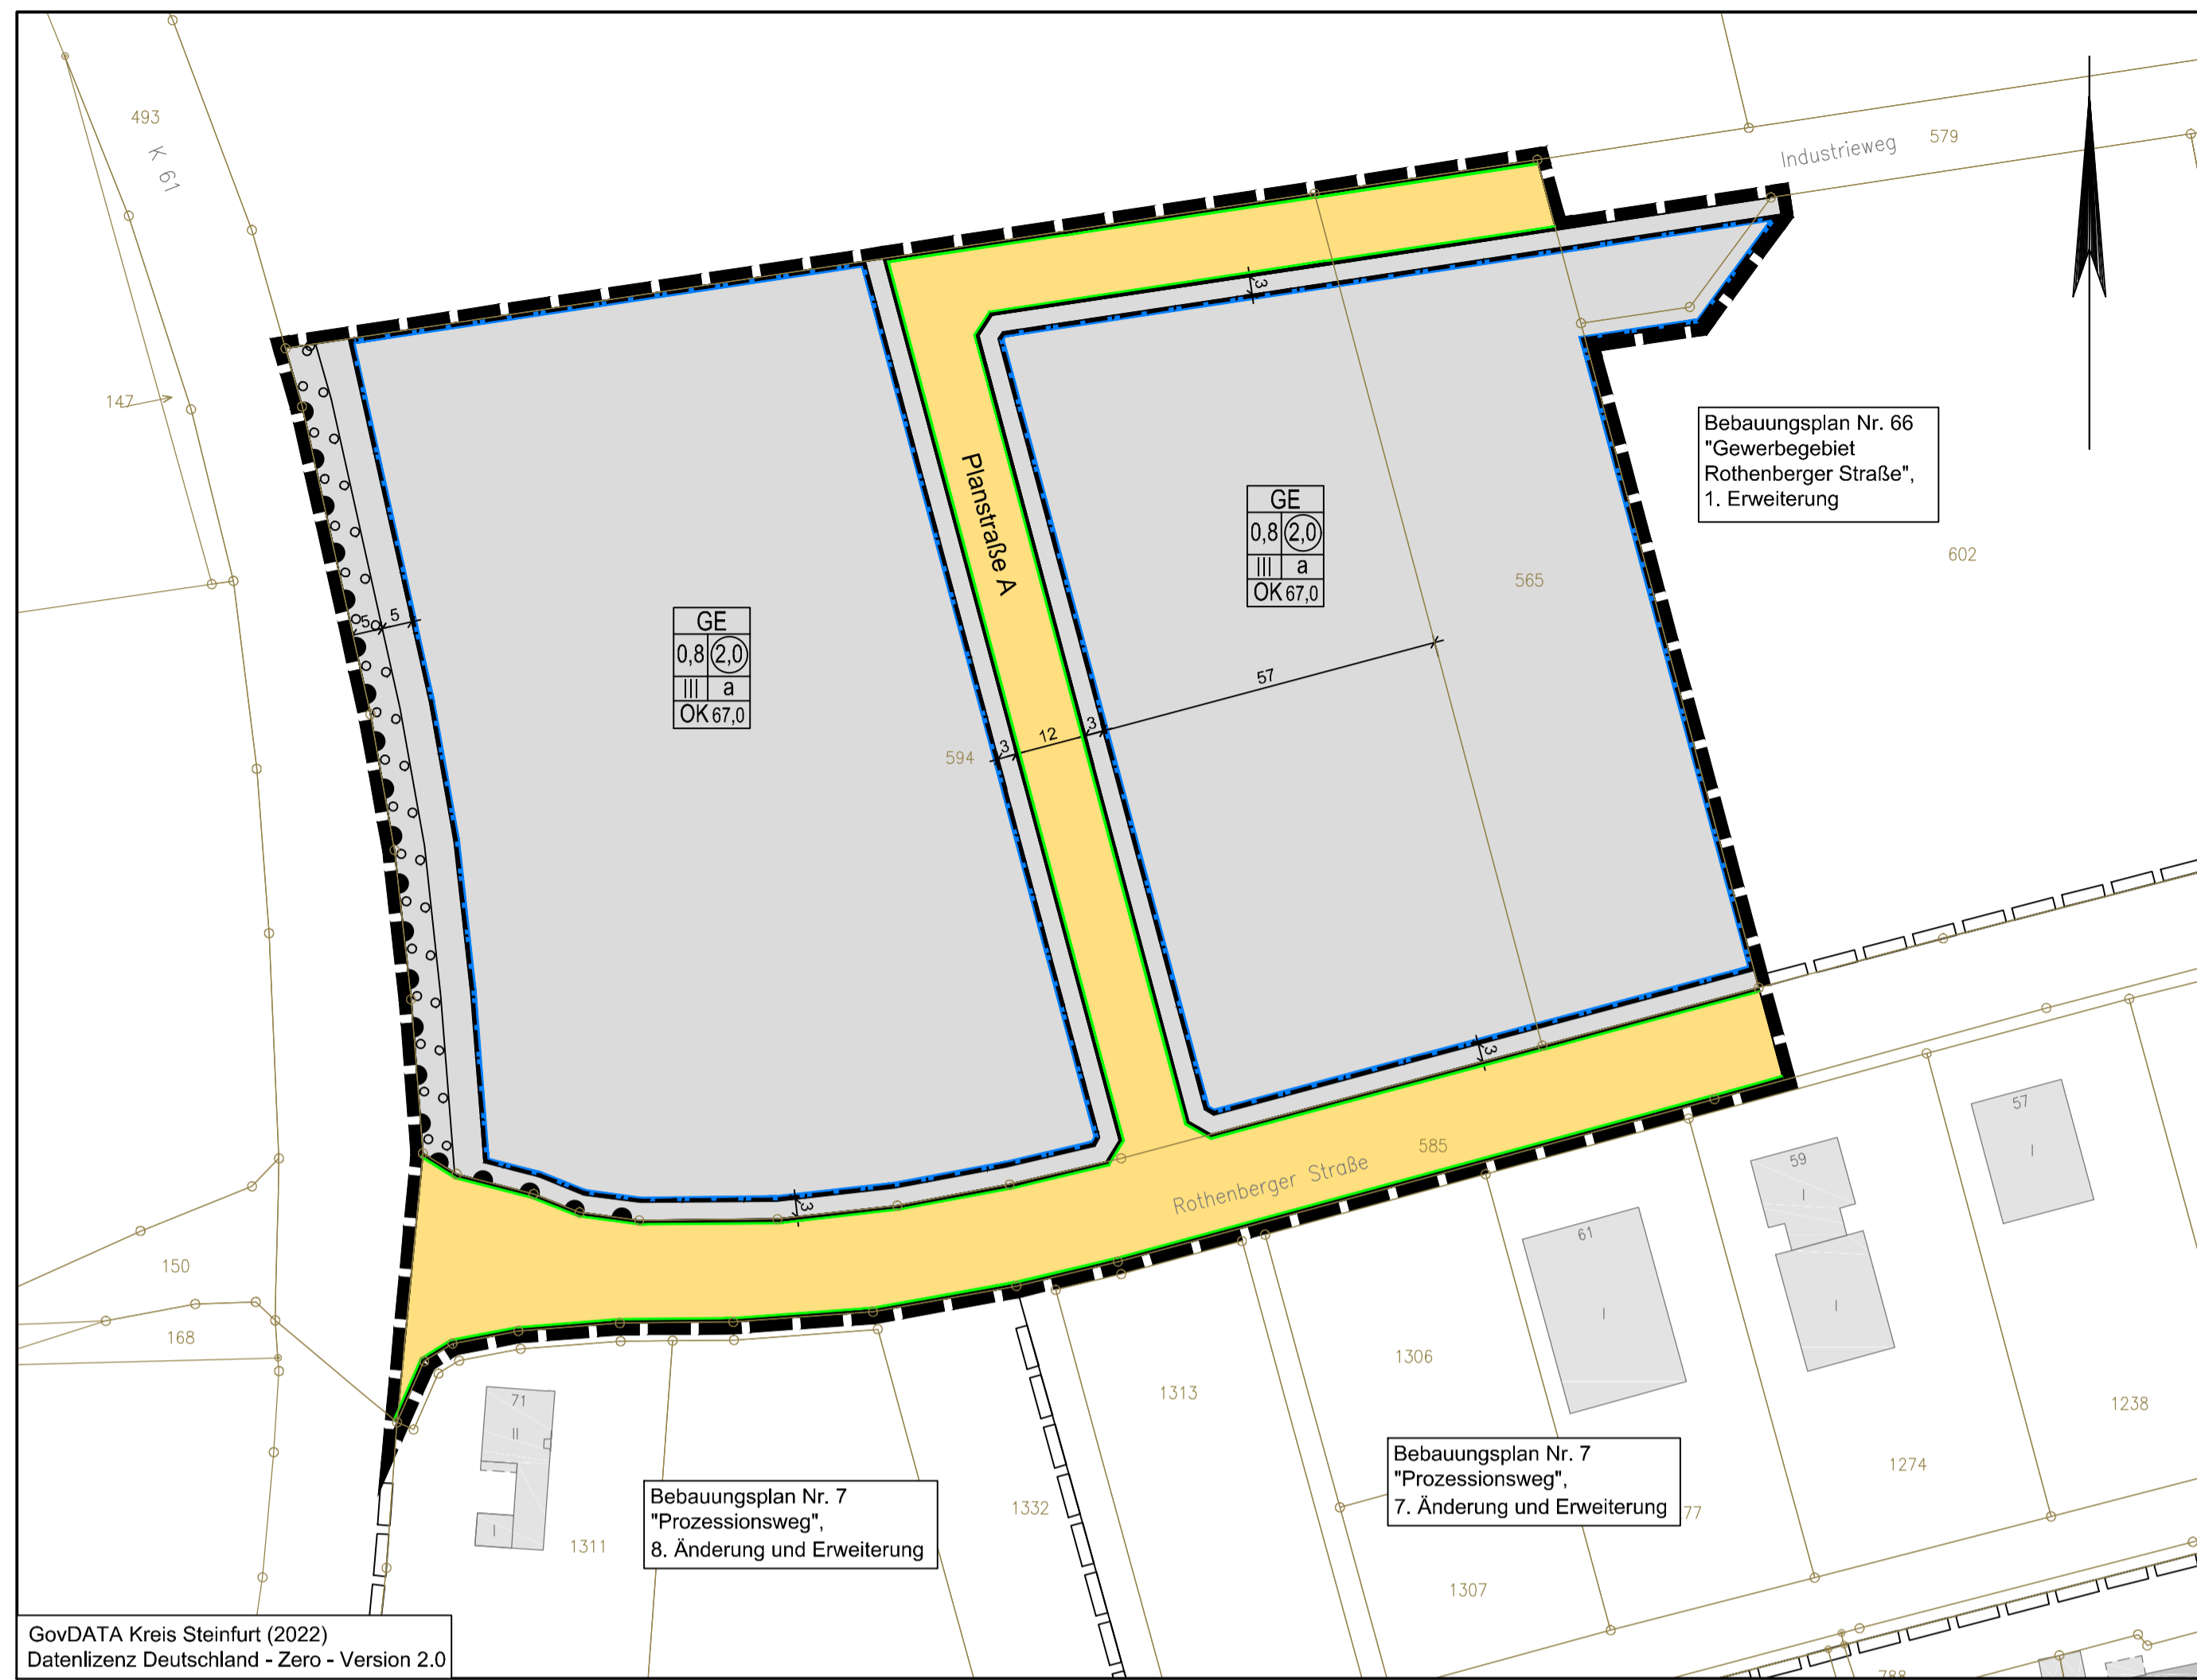 493
K 61
147
Industrieweg
579
Bebauungsplan Nr. 66
"Gewerbegebiet
Rothenberger Straße",
1. Erweiterung
602
3
Planstraße A
GE
0,8 2,0
III a
OK 67,0
565
5 5
GE
0,8 2,0
III a
OK 67,0
57
594
3 12 3
3
3
585
Rothenberger Straße
57
I
59
I
I
61
I
150
168
1306
1313
1238
71
II
I
1274
Bebauungsplan Nr. 7
"Prozessionsweg",
7. Änderung und Erweiterung
77
Bebauungsplan Nr. 7
"Prozessionsweg",
8. Änderung und Erweiterung
1332
1311
1307
GovDATA Kreis Steinfurt (2022)
Datenlizenz Deutschland - Zero - Version 2.0
788